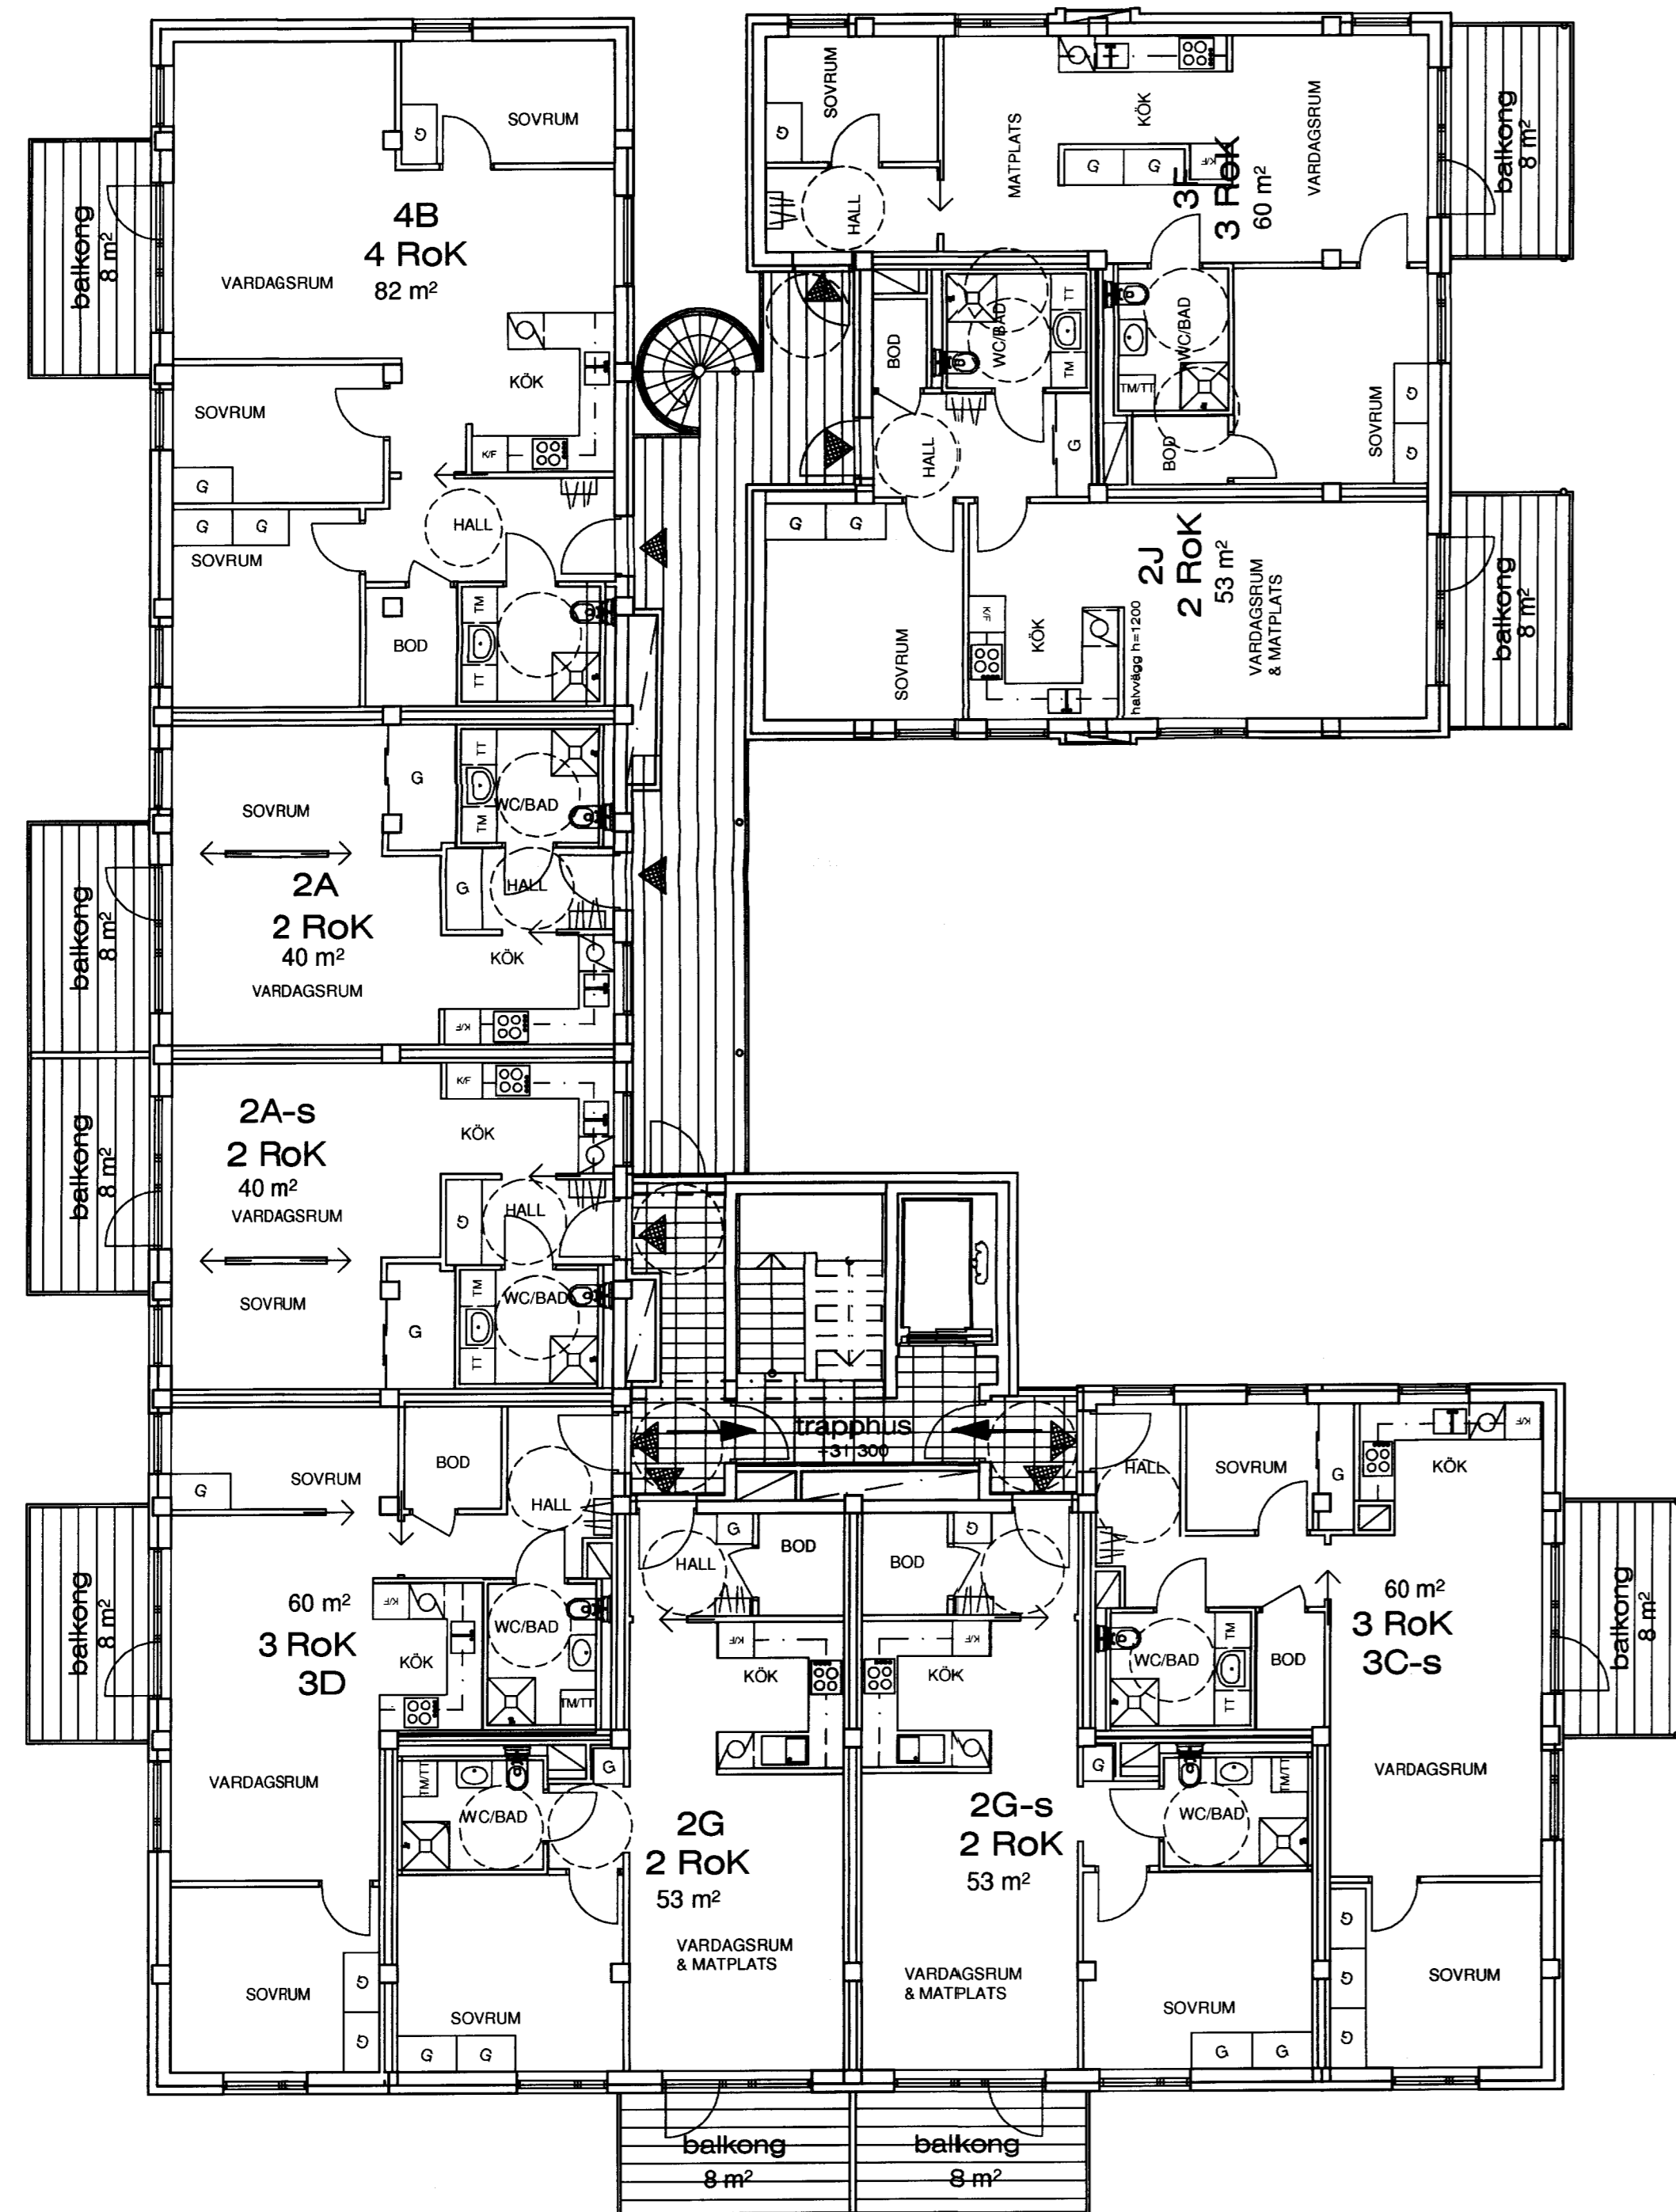 SOVRUM
G
4B
4 RoK
82 m²
VARDAGSRUM
balkong
8 m²
KÖK
K/F
SOVRUM
G
G G
SOVRUM
HALL
BOD
TM
TT
SOVRUM
G
MATPLATS
KÖK
G G K/F
VARDAGSRUM
3 RoK
60 m²
HALL
balkong
8 m²
WC/BAD
TM/TT
BOD
SOVRUM
G
G
BOD
WC/BAD
TT
TM
HALL
G
G G
SOVRUM
K/F
KÖK
halvvägg h=1200
2J
2 RoK
53 m²
VARDAGSRUM
& MATPLATS
balkong
8 m²
SOVRUM
G
TT
TM
WC/BAD
G
HALL
2A
2 RoK
40 m²
VARDAGSRUM
KÖK
K/F
balkong
8 m²
K/F
2A-s
2 RoK
40 m²
VARDAGSRUM
KÖK
balkong
8 m²
HALL
G
SOVRUM
G
TM
TT
WC/BAD
trapphus
+31 300
SOVRUM
G
BOD
HALL
60 m²
3 RoK
3D
K/F
KÖK
WC/BAD
TM/TT
balkong
8 m²
VARDAGSRUM
SOVRUM
G
G
HALL
G
BOD
K/F
KÖK
G
TM/TT
WC/BAD
2G
2 RoK
53 m²
VARDAGSRUM
& MATPLATS
SOVRUM
G G
balkong
8 m²
BOD
G
K/F
KÖK
2G-s
2 RoK
53 m²
VARDAGSRUM
& MATPLATS
G
WC/BAD
TM/TT
SOVRUM
G G
balkong
8 m²
HALL
SOVRUM
G
KÖK
K/F
60 m²
3 RoK
3C-s
WC/BAD
TM
TT
BOD
balkong
8 m²
VARDAGSRUM
G
G
G
SOVRUM